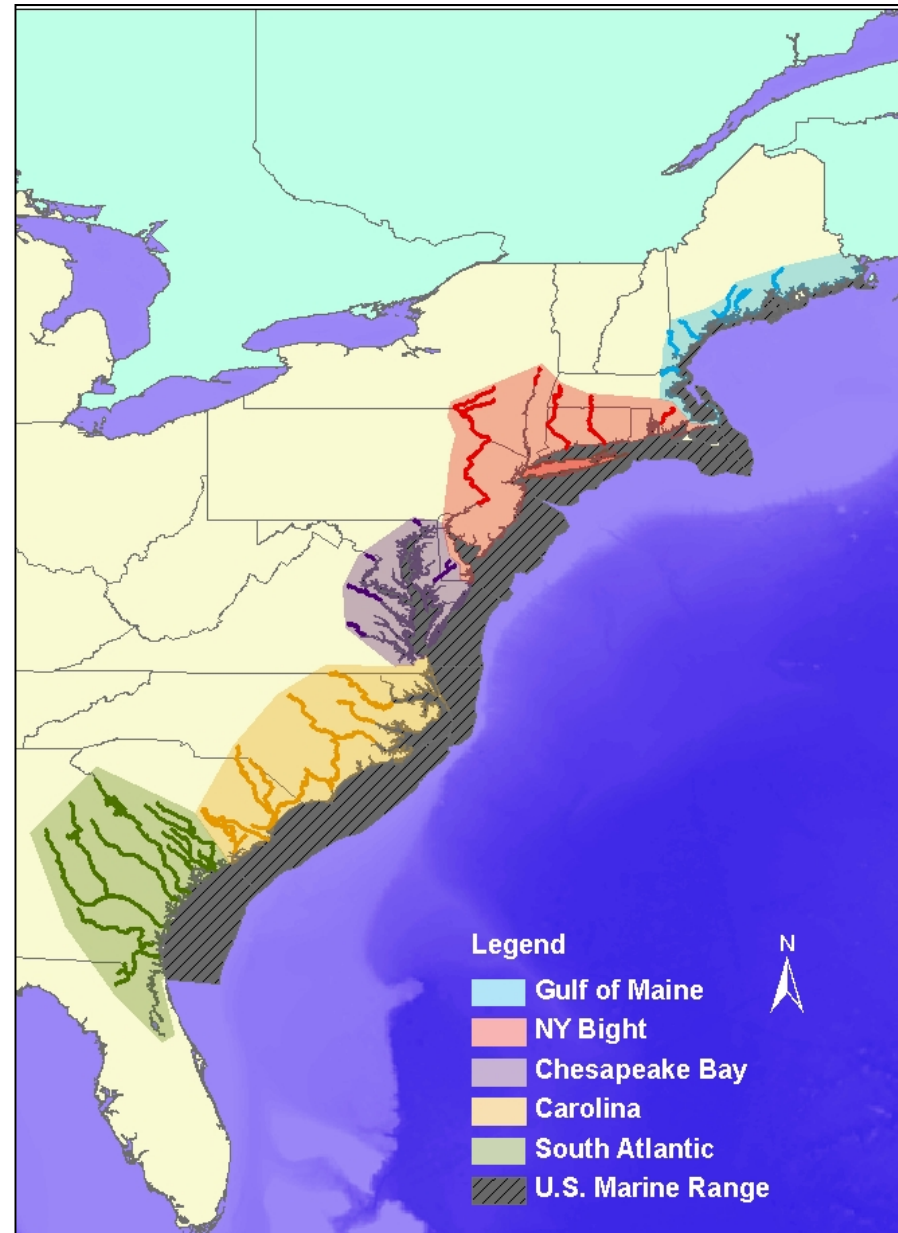 Legend
N
Gulf of Maine
NY Bight
Chesapeake Bay
Carolina
South Atlantic
U.S. Marine Range